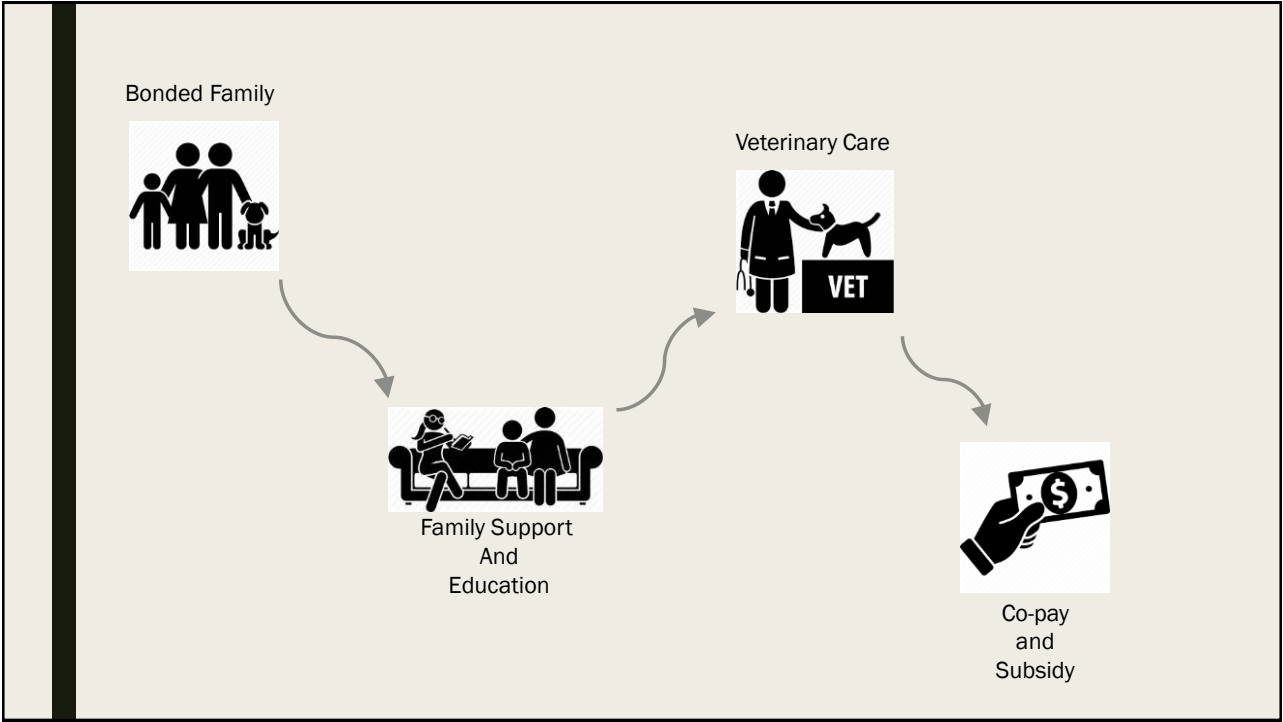 Bonded Family
Veterinary Care
VET
Family Support
And
Education
$
Co-pay
and
Subsidy